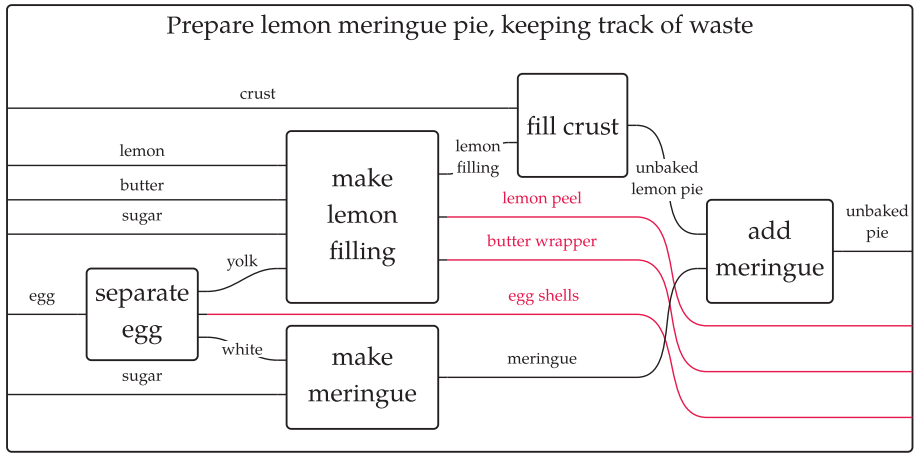 Prepare lemon meringue pie, keeping track of waste
crust
fill crust
lemon
lemon
filling
unbaked
lemon pie
butter
sugar
make
lemon
filling
lemon peel
butter wrapper
egg shells
add
meringue
unbaked
pie
egg
separate
egg
yolk
white
sugar
make
meringue
meringue